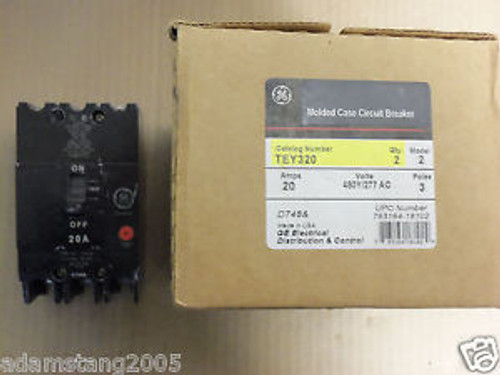 GE
Molded Case Circuit Breaker
Catalog Number Qty. Model
TEY320 2 2
Amps Volts Poles
20 480Y/277 AC 3
DT466
UPC Number
Made in USA
GE Electrical
Distribution & Control
ON
OFF
20A
adamstang2005